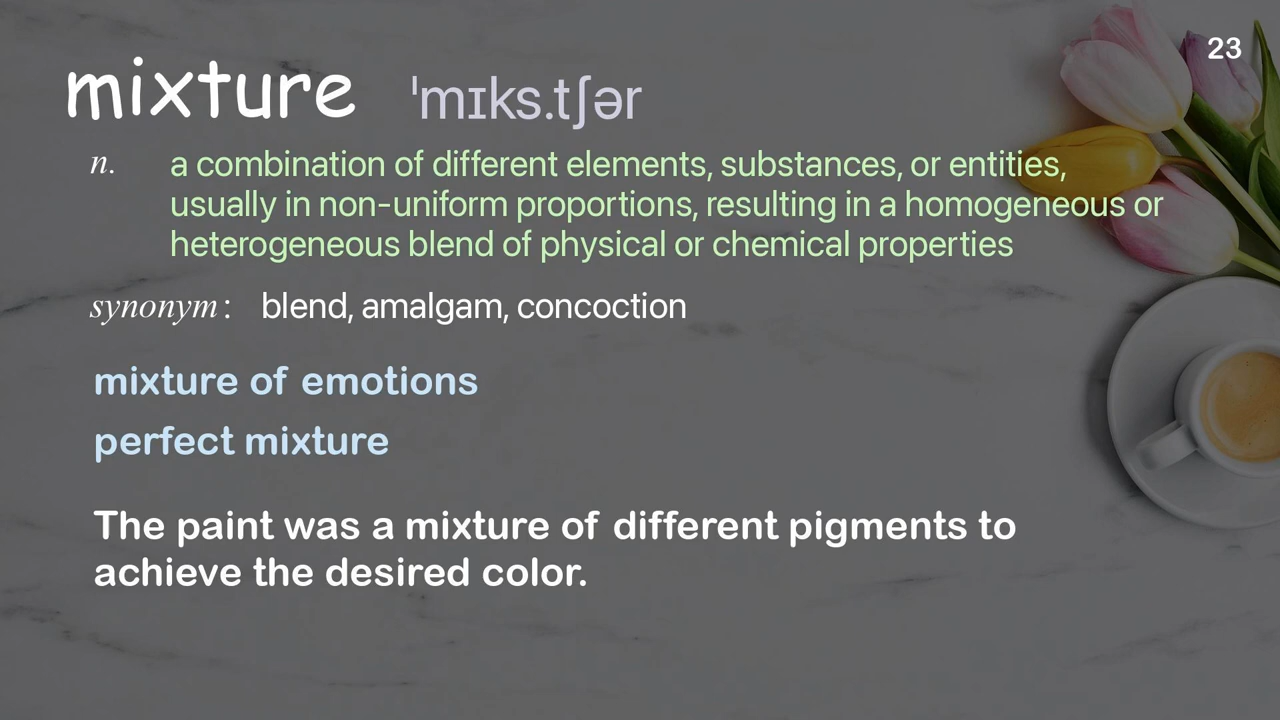 23
mixture ˈmɪks.tʃər
n. a combination of different elements, substances, or entities,
usually in non-uniform proportions, resulting in a homogeneous or
heterogeneous blend of physical or chemical properties
synonym: blend, amalgam, concoction
mixture of emotions
perfect mixture
The paint was a mixture of different pigments to
achieve the desired color.